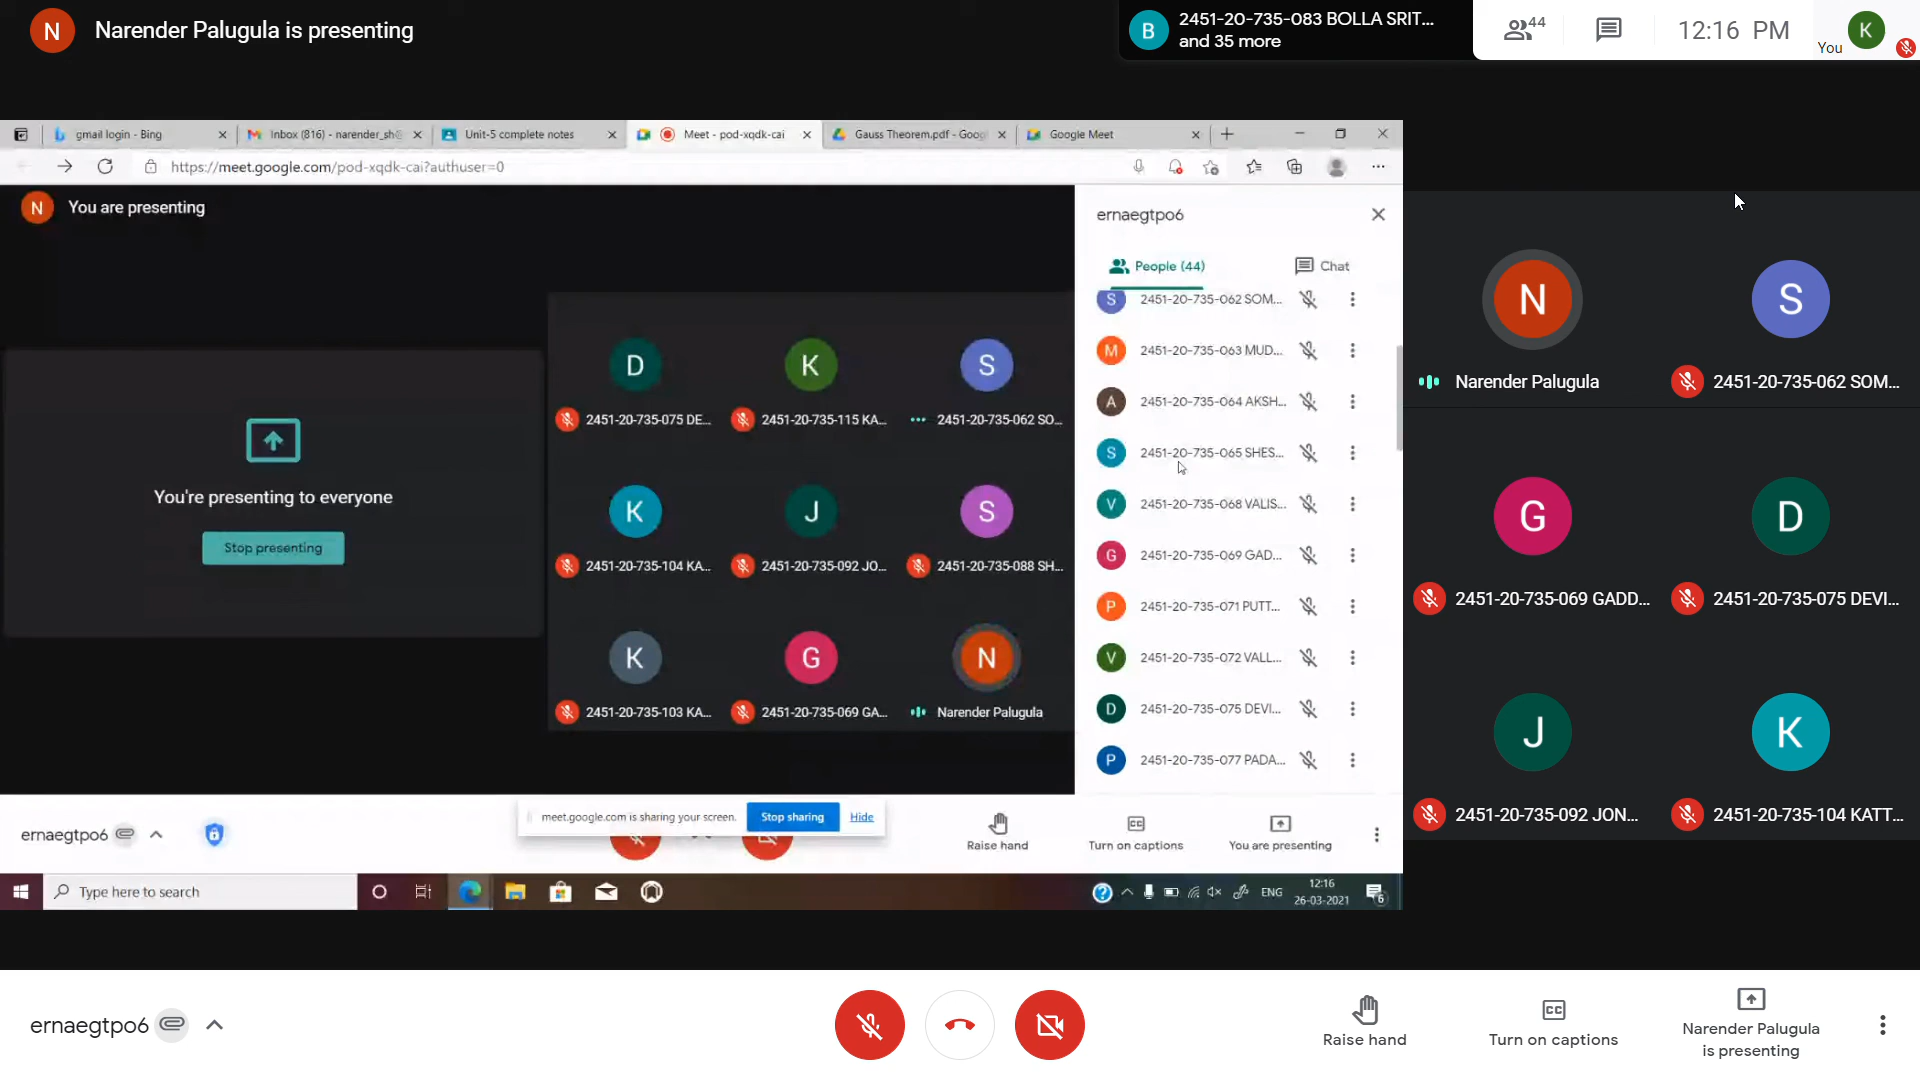 N
Narender Palugula is presenting
B
2451-20-735-083 BOLLA SRIT...
and 35 more
44
12:16 PM
You
K
gmail login - Bing
Inbox (816) - narender_sh@
Unit-5 complete notes
Meet - pod-xqdk-cai
Gauss Theorem.pdf - Goog
Google Meet
https://meet.google.com/pod-xqdk-cai?authuser=0
N
You are presenting
ernaegtpo6
People (44)
Chat
You're presenting to everyone
Stop presenting
D
2451-20-735-075 DE...
K
2451-20-735-115 KA...
S
2451-20-735-062 SO...
K
2451-20-735-104 KA...
J
2451-20-735-092 JO...
S
2451-20-735-088 SH...
K
2451-20-735-103 KA...
G
2451-20-735-069 GA...
N
Narender Palugula
S
2451-20-735-062 SOM...
M
2451-20-735-063 MUD...
A
2451-20-735-064 AKSH...
S
2451-20-735-065 SHES...
V
2451-20-735-068 VALIS...
G
2451-20-735-069 GAD...
P
2451-20-735-071 PUTT...
V
2451-20-735-072 VALL...
D
2451-20-735-075 DEVI...
P
2451-20-735-077 PADA...
ernaegtpo6
meet.google.com is sharing your screen.
Stop sharing
Hide
Raise hand
Turn on captions
You are presenting
Type here to search
ENG
12:16
26-03-2021
6
N
Narender Palugula
S
2451-20-735-062 SOM...
G
2451-20-735-069 GADD...
D
2451-20-735-075 DEVI...
J
2451-20-735-092 JON...
K
2451-20-735-104 KATT...
ernaegtpo6
Raise hand
Turn on captions
Narender Palugula
is presenting